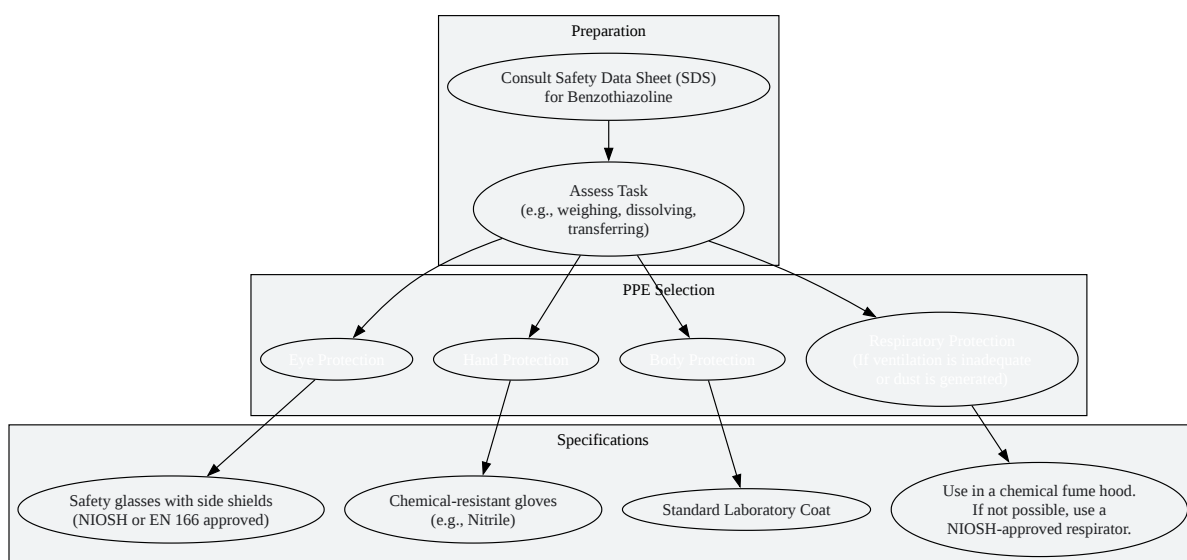 Preparation
Consult Safety Data Sheet (SDS)
for Benzothiazoline
Assess Task
(e.g., weighing, dissolving,
transferring)
PPE Selection
Eye Protection
Hand Protection
Body Protection
Respiratory Protection
(If ventilation is inadequate
or dust is generated)
Specifications
Safety glasses with side shields
(NIOSH or EN 166 approved)
Chemical-resistant gloves
(e.g., Nitrile)
Standard Laboratory Coat
Use in a chemical fume hood.
If not possible, use a
NIOSH-approved respirator.